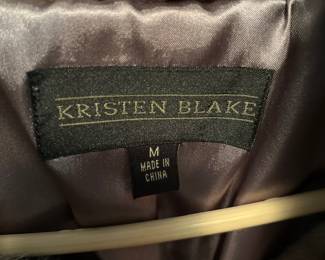 KRISTEN BLAKE
M
MADE IN
CHINA